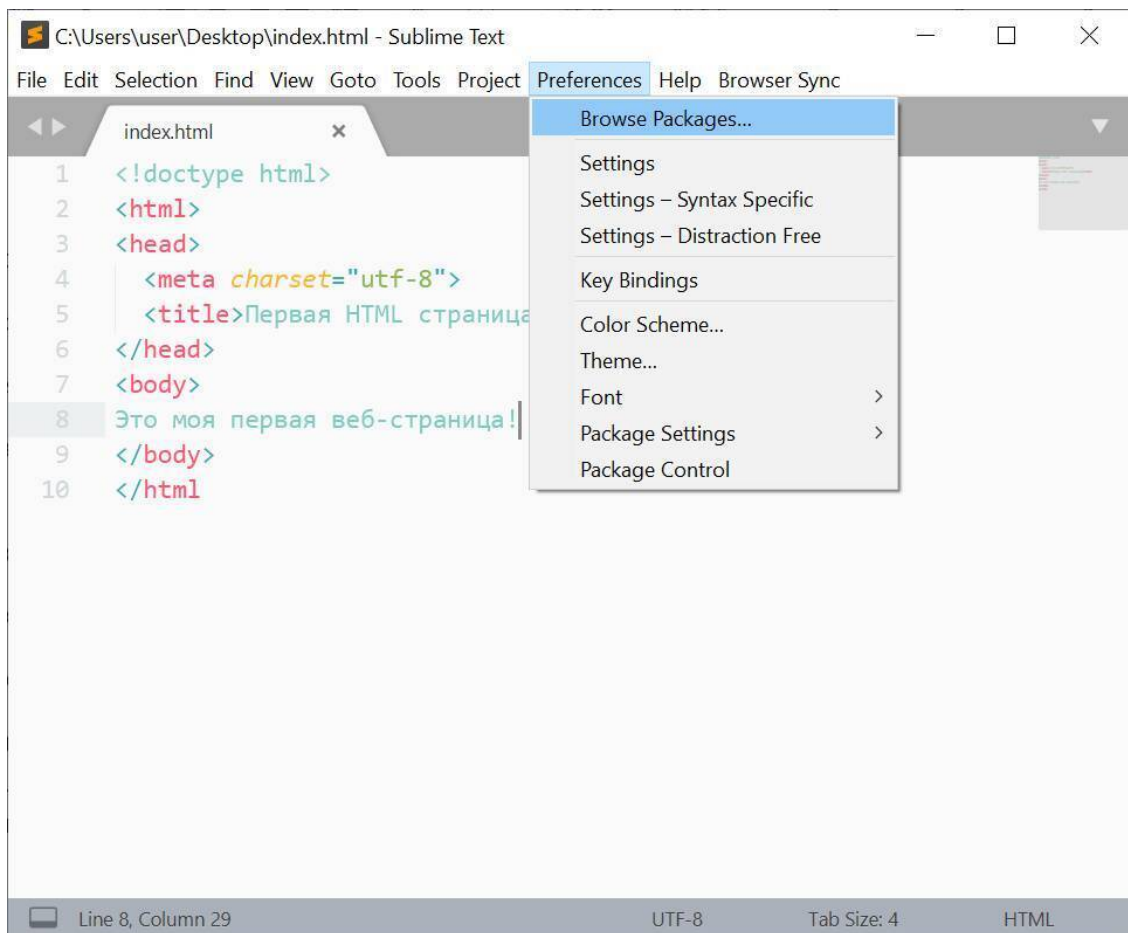 C:\Users\user\Desktop\index.html - Sublime Text
File Edit Selection Find View Goto Tools Project Preferences Help Browser Sync
index.html
Browse Packages...
Settings
Settings – Syntax Specific
Settings – Distraction Free
Key Bindings
Color Scheme...
Theme...
Font
Package Settings
Package Control
1 <!doctype html>
2 <html>
3 <head>
4 <meta charset="utf-8">
5 <title>Первая HTML страница
6 </head>
7 <body>
8 Это моя первая веб-страница!
9 </body>
10 </html
Line 8, Column 29 UTF-8 Tab Size: 4 HTML